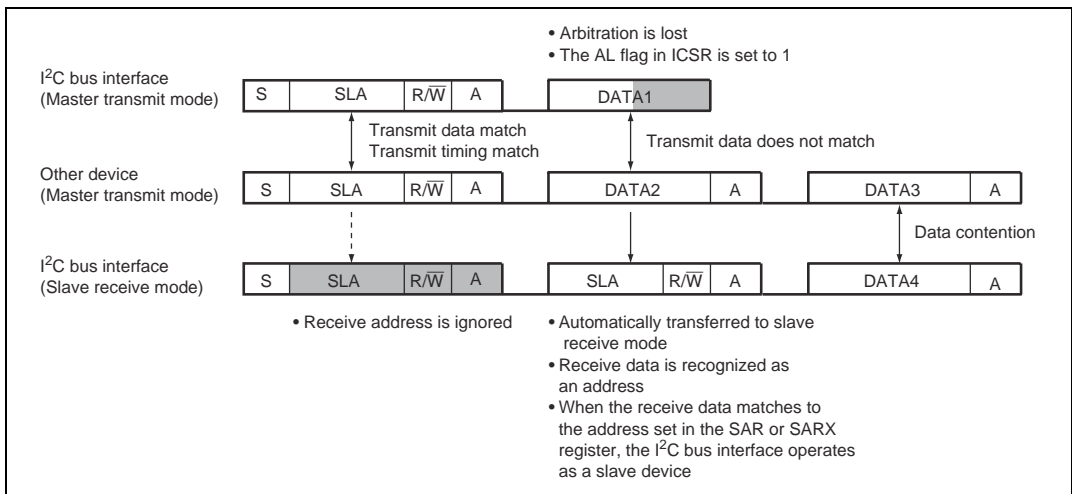 • Arbitration is lost
• The AL flag in ICSR is set to 1
I²C bus interface
(Master transmit mode)
S SLA R/W̅ A DATA1
Transmit data match
Transmit timing match
Transmit data does not match
Other device
(Master transmit mode)
S SLA R/W̅ A DATA2 A DATA3 A
Data contention
I²C bus interface
(Slave receive mode)
S SLA R/W̅ A SLA R/W̅ A DATA4 A
• Receive address is ignored
• Automatically transferred to slave
receive mode
• Receive data is recognized as
an address
• When the receive data matches to
the address set in the SAR or SARX
register, the I²C bus interface operates
as a slave device